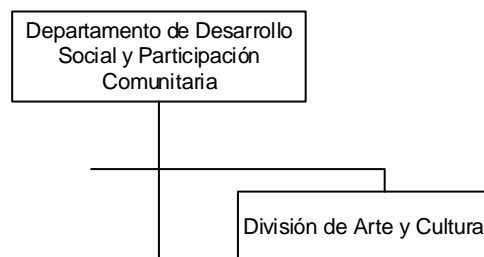 Departamento de Desarrollo
Social y Participación
Comunitaria
División de Arte y Cultura